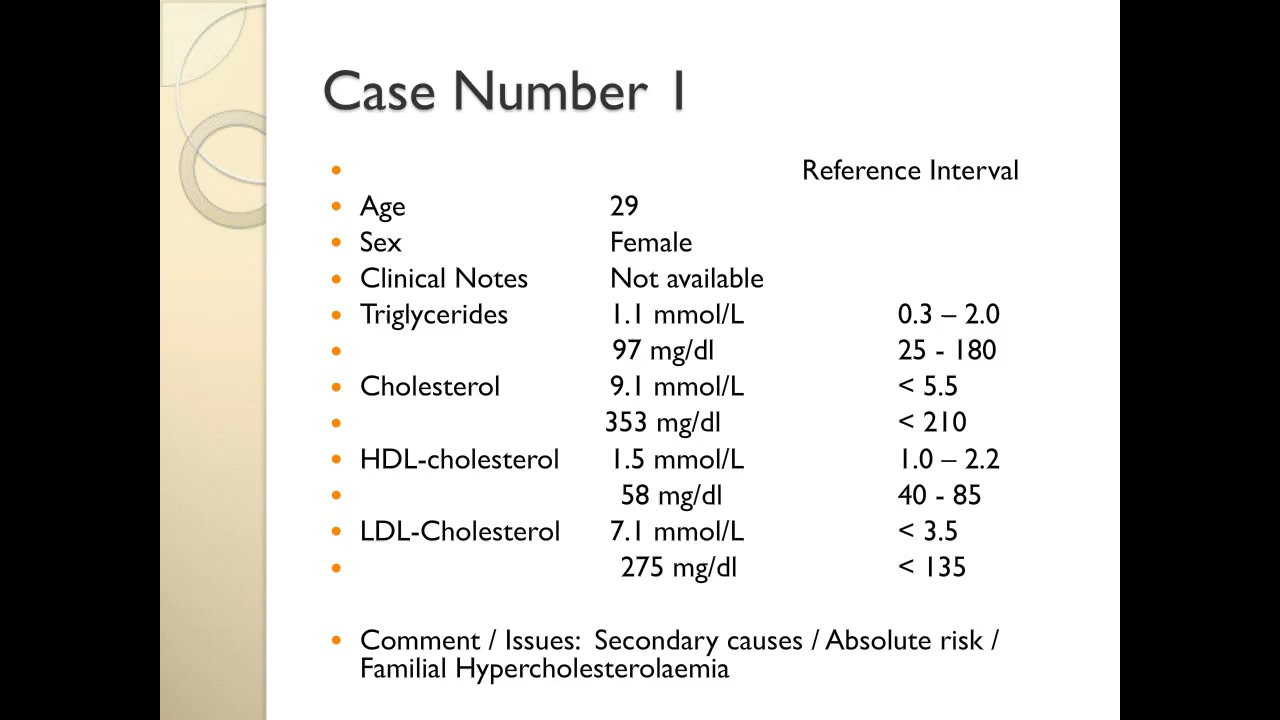 Case Number 1
Reference Interval
Age 29
Sex Female
Clinical Notes Not available
Triglycerides 1.1 mmol/L 0.3 – 2.0
97 mg/dl 25 - 180
Cholesterol 9.1 mmol/L < 5.5
353 mg/dl < 210
HDL-cholesterol 1.5 mmol/L 1.0 – 2.2
58 mg/dl 40 - 85
LDL-Cholesterol 7.1 mmol/L < 3.5
275 mg/dl < 135
Comment / Issues: Secondary causes / Absolute risk /
Familial Hypercholesterolaemia